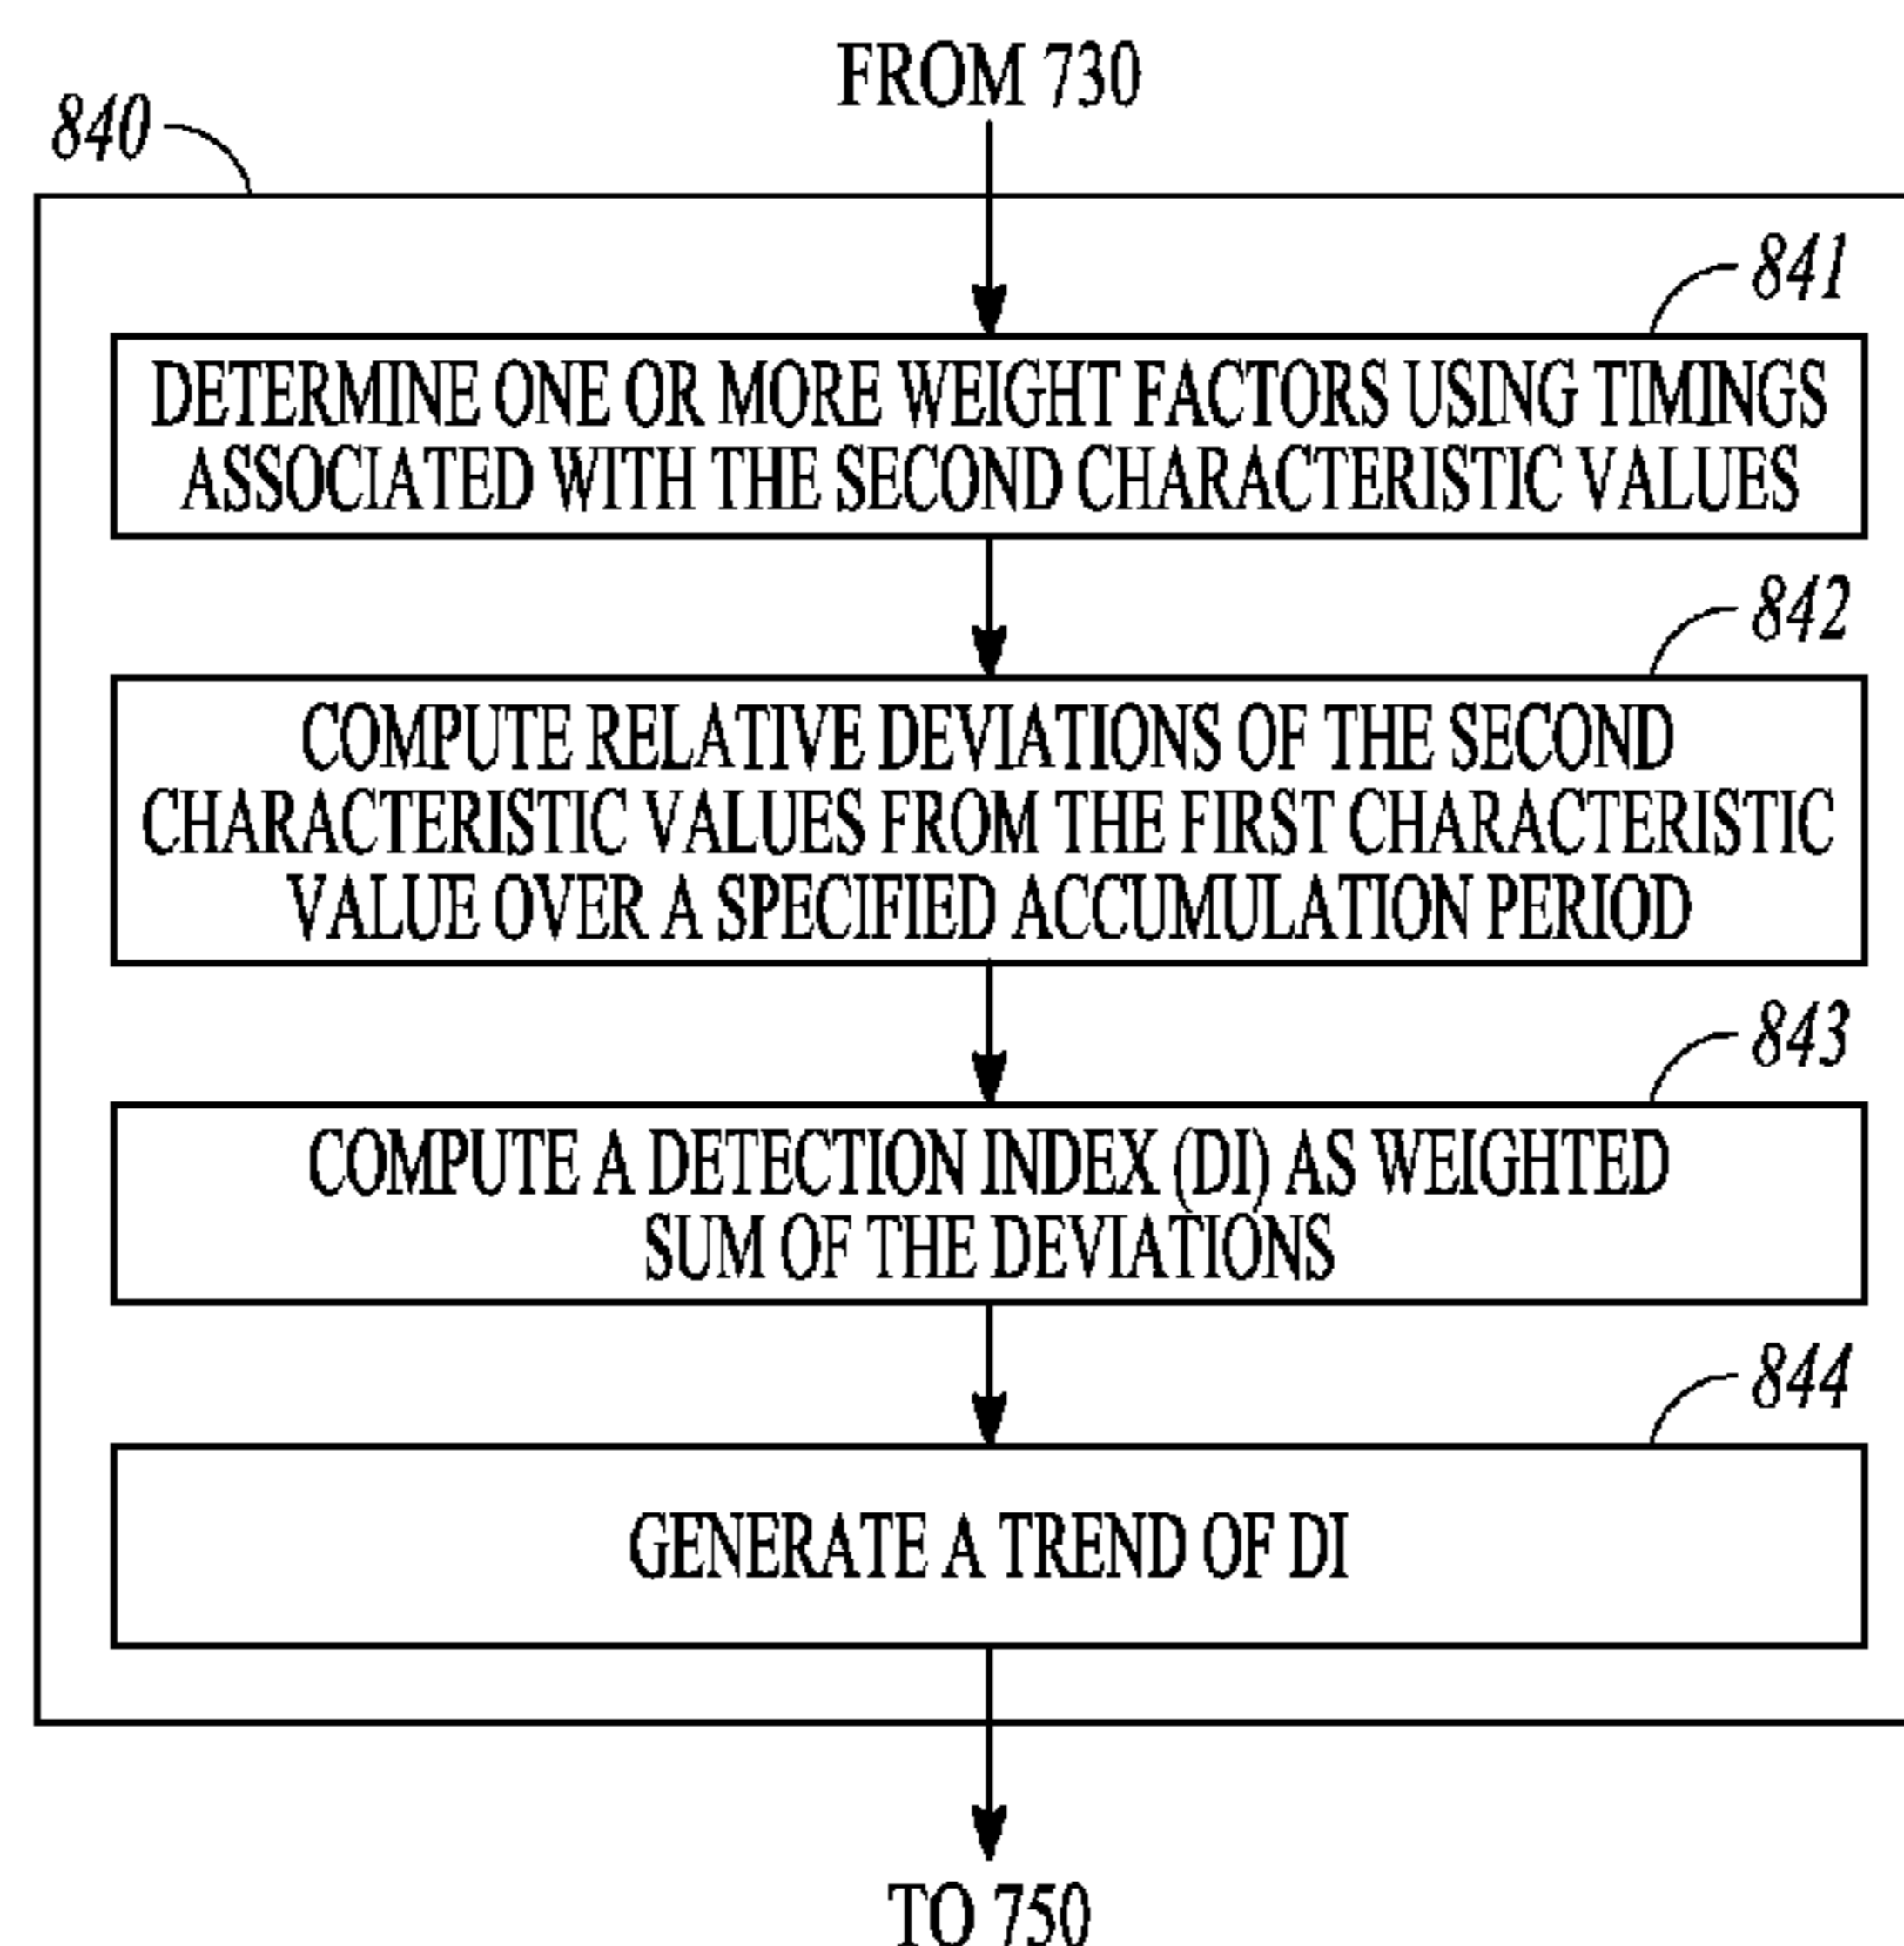 FROM 730
840
841
DETERMINE ONE OR MORE WEIGHT FACTORS USING TIMINGS
ASSOCIATED WITH THE SECOND CHARACTERISTIC VALUES
842
COMPUTE RELATIVE DEVIATIONS OF THE SECOND
CHARACTERISTIC VALUES FROM THE FIRST CHARACTERISTIC
VALUE OVER A SPECIFIED ACCUMULATION PERIOD
843
COMPUTE A DETECTION INDEX (DI) AS WEIGHTED
SUM OF THE DEVIATIONS
844
GENERATE A TREND OF DI
TO 750